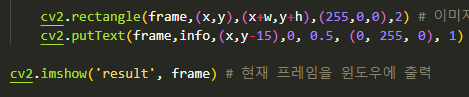 cv2.rectangle(frame,(x,y),(x+w,y+h),(255,0,0),2) # 이미지
cv2.putText(frame,info,(x,y-15),0, 0.5, (0, 255, 0), 1)
cv2.imshow('result', frame) # 현재 프레임을 윈도우에 출력